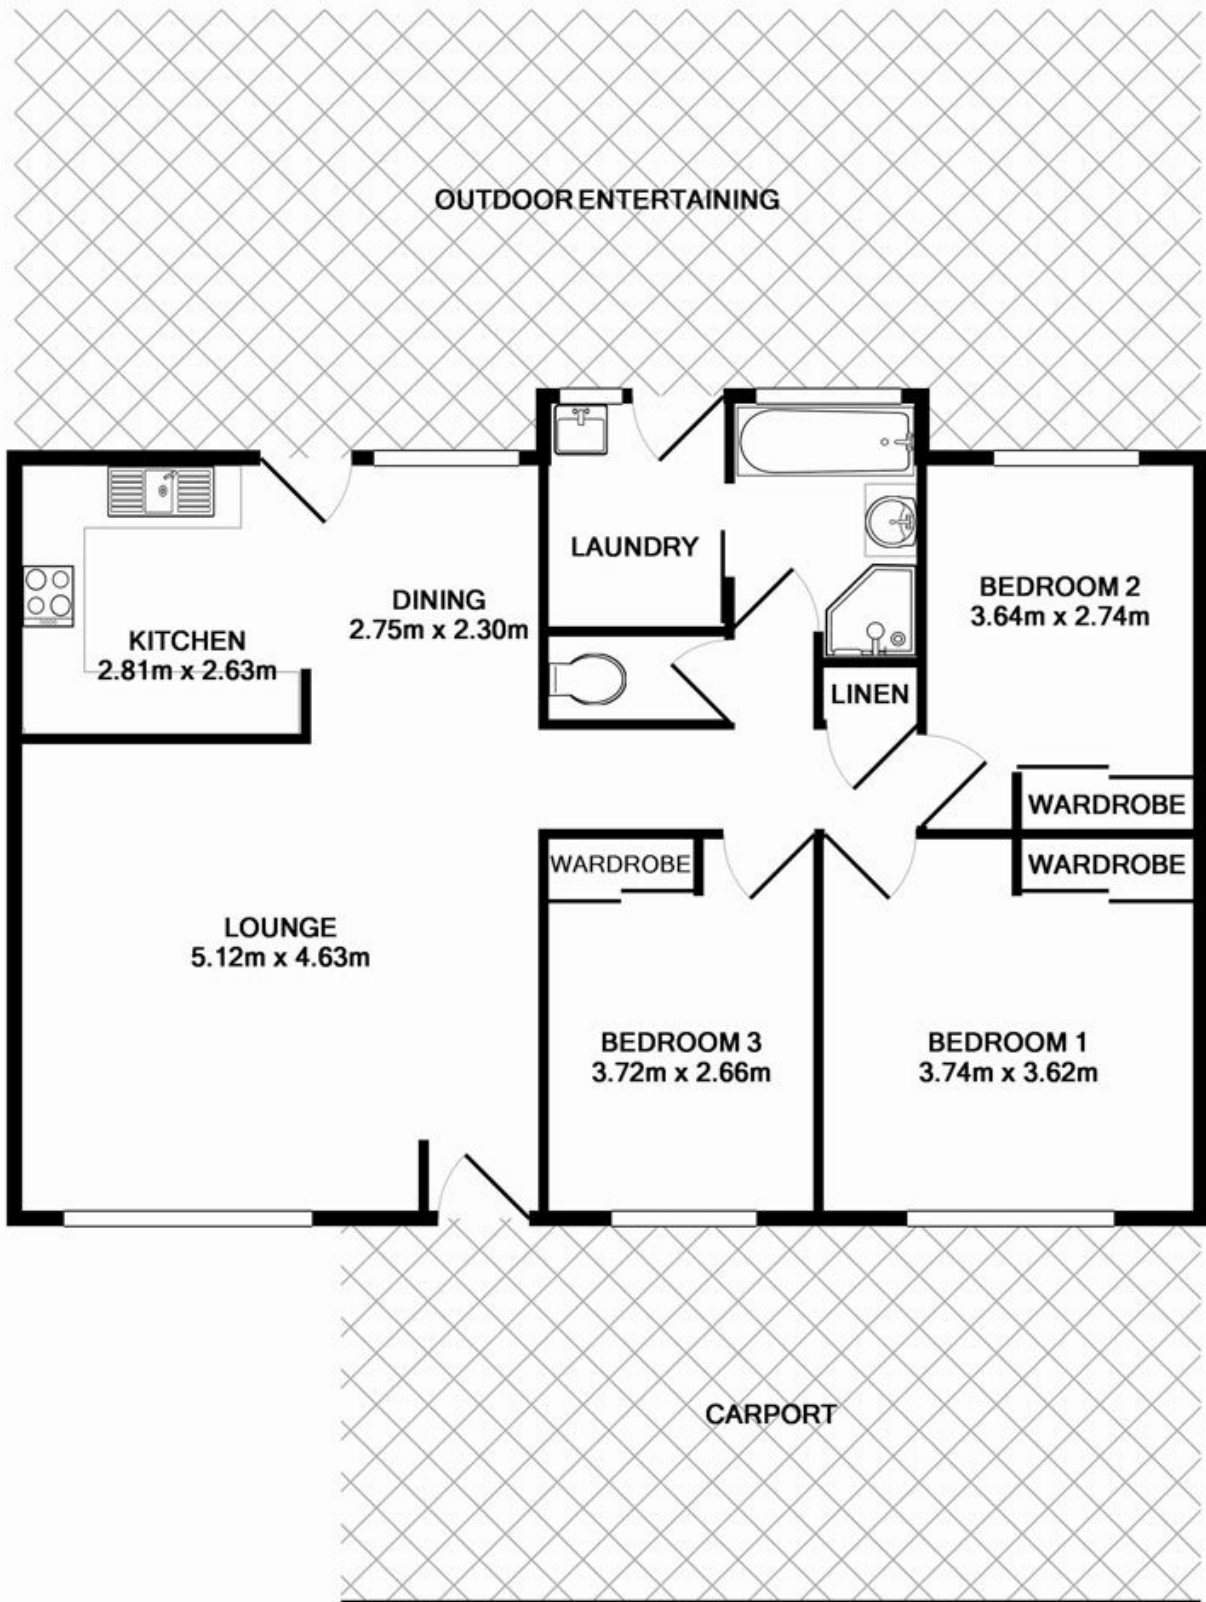 OUTDOOR ENTERTAINING
LAUNDRY
DINING
2.75m x 2.30m
KITCHEN
2.81m x 2.63m
BEDROOM 2
3.64m x 2.74m
LINEN
WARDROBE
WARDROBE
WARDROBE
LOUNGE
5.12m x 4.63m
BEDROOM 3
3.72m x 2.66m
BEDROOM 1
3.74m x 3.62m
CARPORT